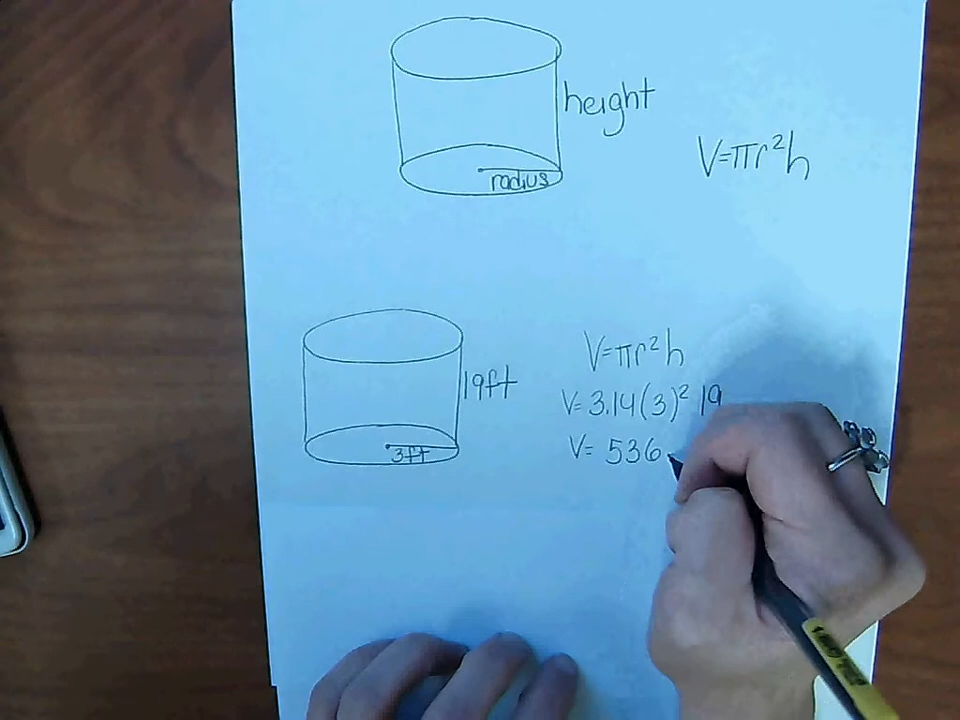 height
radius
V=πr²h
19ft
3ft
V=πr²h
V=3.14(3)² 19
V= 536